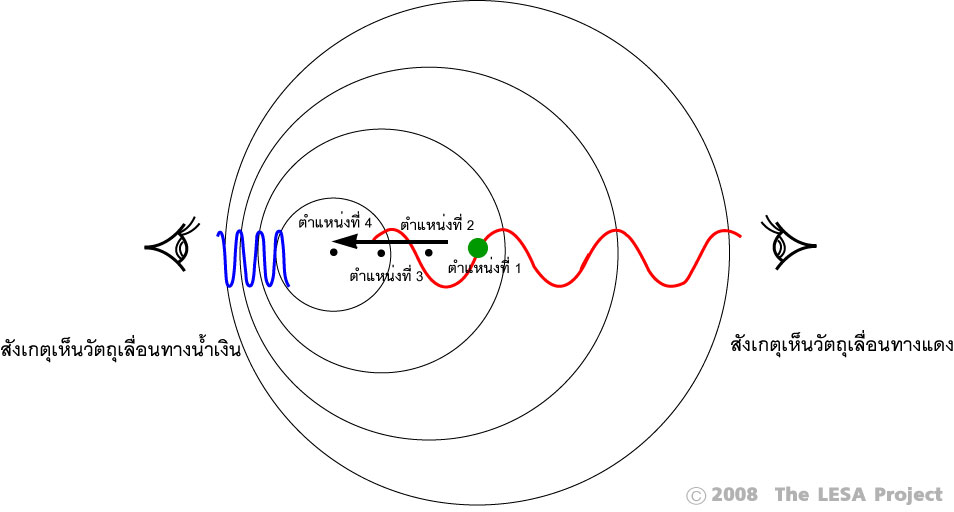 ตำแหน่งที่ 4
ตำแหน่งที่ 2
ตำแหน่งที่ 3
ตำแหน่งที่ 1
สังเกตุเห็นวัตถุเลื่อนทางน้ำเงิน
สังเกตุเห็นวัตถุเลื่อนทางแดง
© 2008 The LESA Project